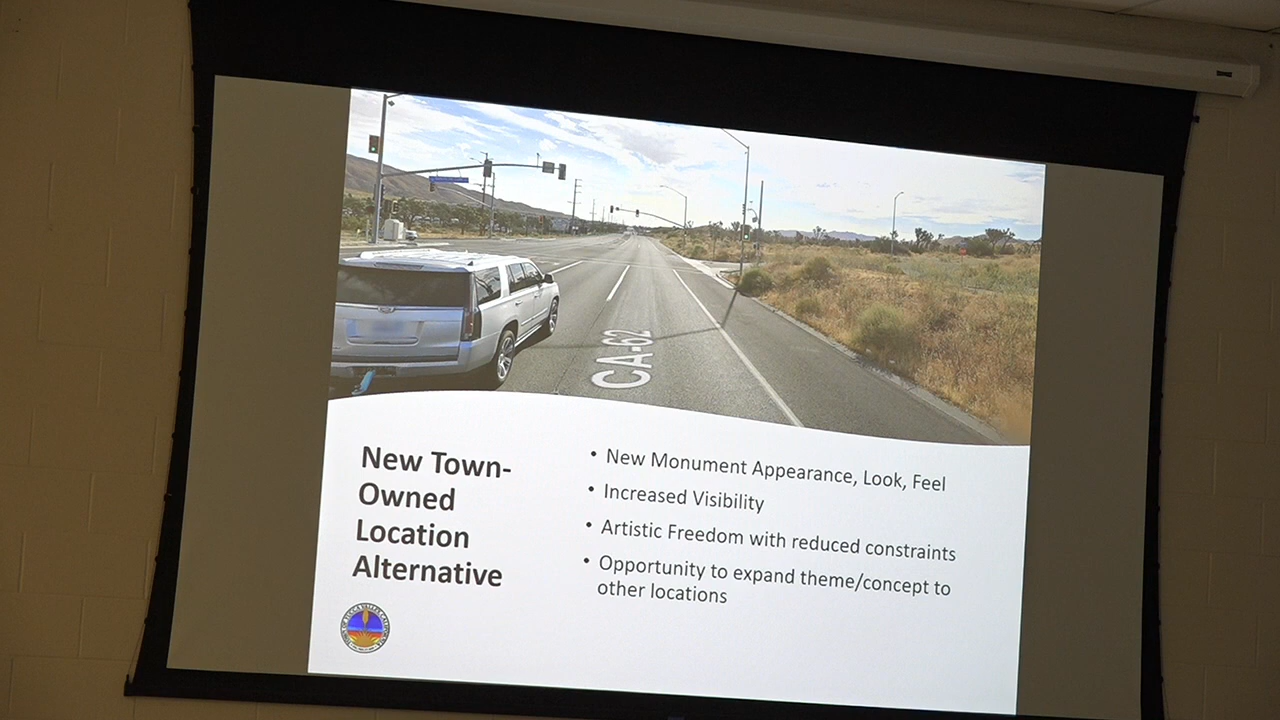 CA-62
New Town-
Owned
Location
Alternative
• New Monument Appearance, Look, Feel
• Increased Visibility
• Artistic Freedom with reduced constraints
• Opportunity to expand theme/concept to
other locations